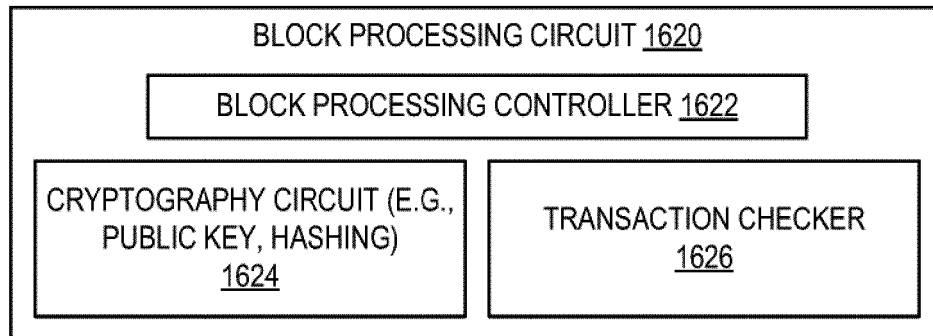 BLOCK PROCESSING CIRCUIT 1620
BLOCK PROCESSING CONTROLLER 1622
CRYPTOGRAPHY CIRCUIT (E.G.,
PUBLIC KEY, HASHING)
1624
TRANSACTION CHECKER
1626